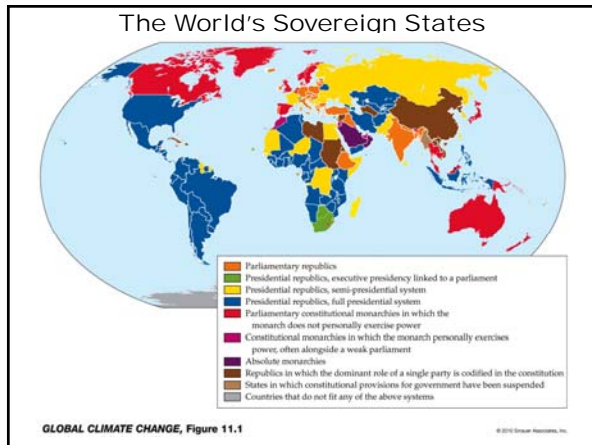 The World's Sovereign States
Parliamentary republics
Presidential republics, executive presidency linked to a parliament
Presidential republics, semi-presidential system
Presidential republics, full presidential system
Parliamentary constitutional monarchies in which the
monarch does not personally exercise power
Constitutional monarchies in which the monarch personally exercises
power, often alongside a weak parliament
Absolute monarchies
Republics in which the dominant role of a single party is codified in the constitution
States in which constitutional provisions for government have been suspended
Countries that do not fit any of the above systems
GLOBAL CLIMATE CHANGE, Figure 11.1
© 2010 Sinauer Associates, Inc.